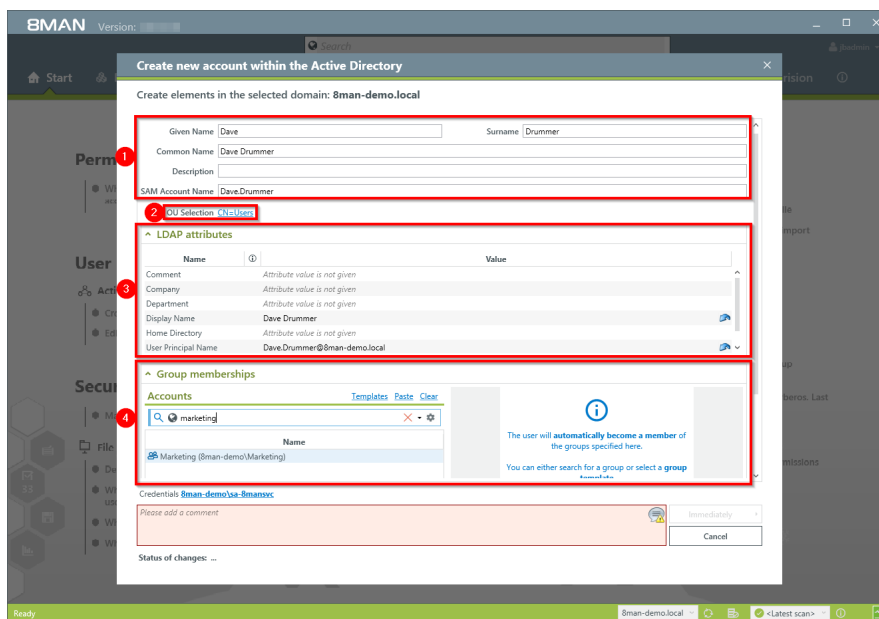 8MAN Version:
Search
jbadmin
Start
Create new account within the Active Directory
Create elements in the selected domain: 8man-demo.local
Given Name Dave Surname Drummer
1
Common Name Dave Drummer
Description
SAM Account Name Dave.Drummer
2 OU Selection CN=Users
LDAP attributes
Name Value
3
Comment Attribute value is not given
Company Attribute value is not given
Department Attribute value is not given
Display Name Dave Drummer
Home Directory Attribute value is not given
User Principal Name Dave.Drummer@8man-demo.local
Group memberships
4
Accounts Templates Paste Clear
marketing
Name
Marketing (8man-demo\Marketing)
The user will automatically become a member of
the groups specified here.
You can either search for a group or select a group
template
Credentials 8man-demo\sa-8mansvc
Please add a comment
Immediately
Cancel
Status of changes: ...
User
File
Ready
8man-demo.local
<Latest scan>